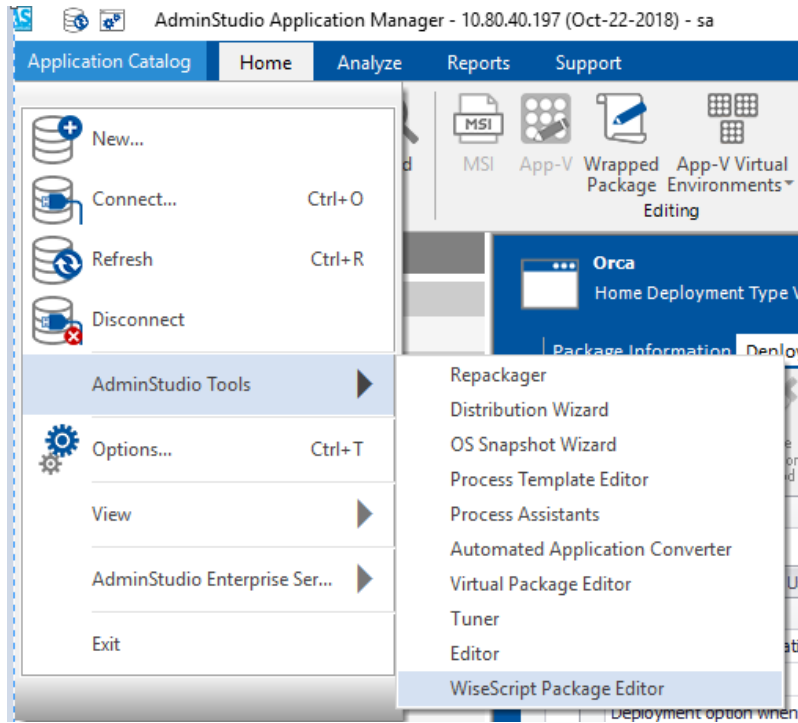 AdminStudio Application Manager - 10.80.40.197 (Oct-22-2018) - sa
Application Catalog Home Analyze Reports Support
New...
Connect... Ctrl+O
Refresh Ctrl+R
Disconnect
AdminStudio Tools
Options... Ctrl+T
View
AdminStudio Enterprise Ser...
Exit
MSI
MSI App-V Wrapped Package App-V Virtual Environments
Editing
Orca
Home Deployment Type V
Package Information Deplo
Repackager
Distribution Wizard
OS Snapshot Wizard
Process Template Editor
Process Assistants
Automated Application Converter
Virtual Package Editor
Tuner
Editor
WiseScript Package Editor
Deployment option when